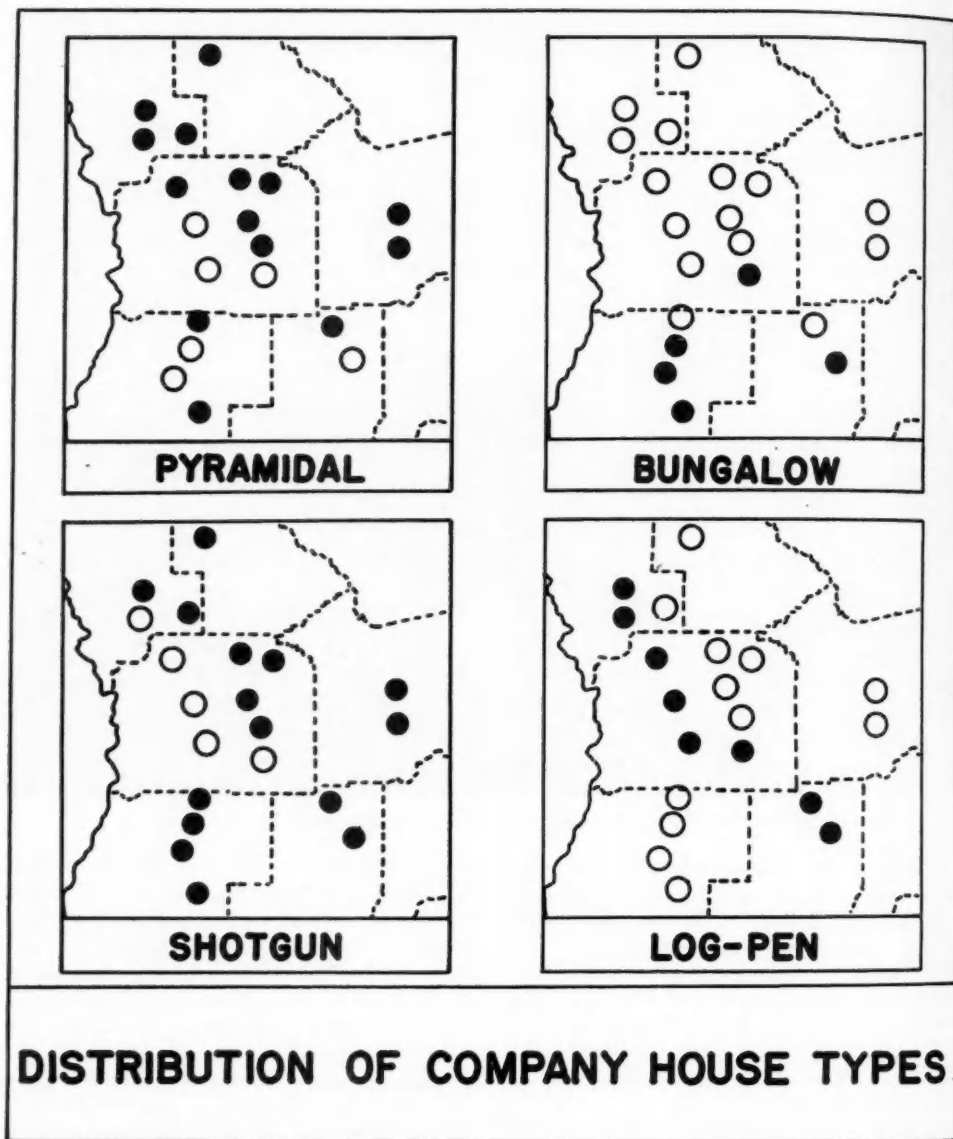 PYRAMIDAL
BUNGALOW
SHOTGUN
LOG-PEN
DISTRIBUTION OF COMPANY HOUSE TYPES.